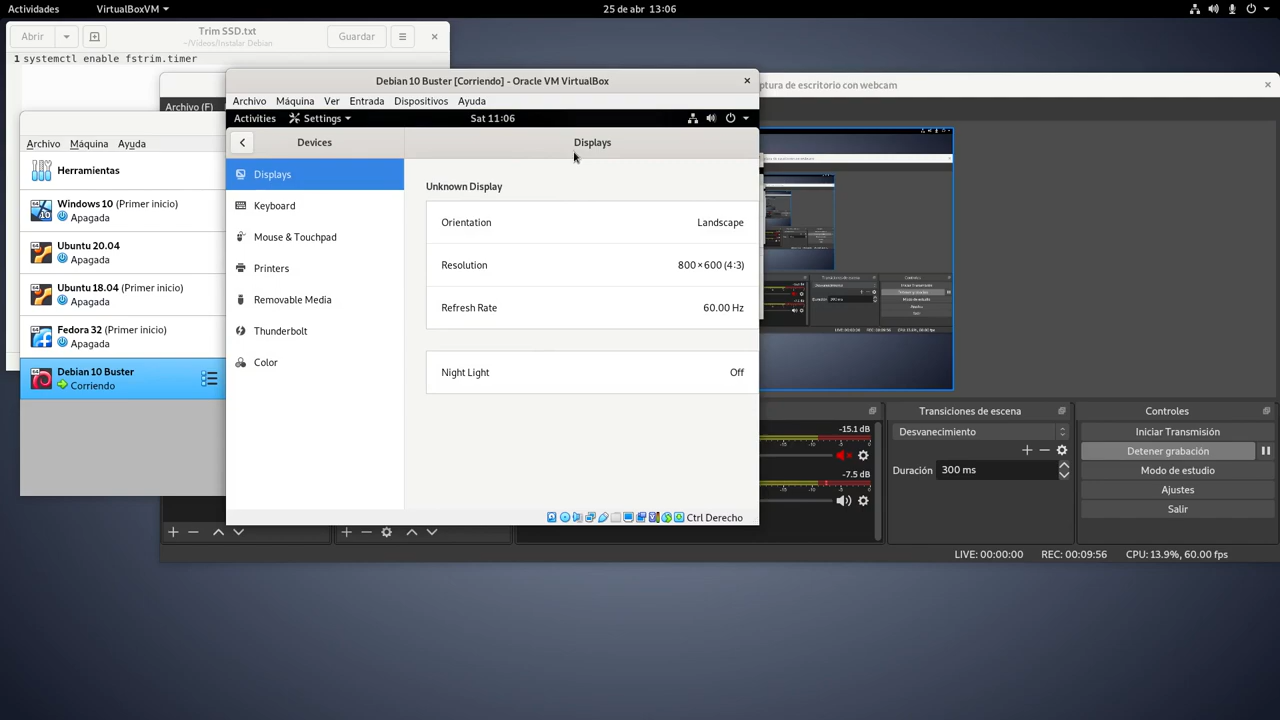 Actividades
VirtualBoxVM
25 de abr 13:06
Abrir
Trim SSD.txt
~/Vídeos/Instalar Debian
Guardar
1 systemctl enable fstrim.timer
ptura de escritorio con webcam
Archivo (F)
Archivo Máquina Ayuda
Herramientas
Windows 10 (Primer inicio)
Apagada
Ubuntu 20.04
Apagada
Ubuntu 18.04 (Primer inicio)
Apagada
Fedora 32 (Primer inicio)
Apagada
Debian 10 Buster
Corriendo
Debian 10 Buster [Corriendo] - Oracle VM VirtualBox
Archivo Máquina Ver Entrada Dispositivos Ayuda
Activities Settings Sat 11:06
Devices
Displays
Displays
Keyboard
Mouse & Touchpad
Printers
Removable Media
Thunderbolt
Color
Unknown Display
Orientation Landscape
Resolution 800×600 (4:3)
Refresh Rate 60.00 Hz
Night Light Off
Ctrl Derecho
-15.1 dB
-7.5 dB
Transiciones de escena
Desvanecimiento
Duración 300 ms
Controles
Iniciar Transmisión
Detener grabación
Modo de estudio
Ajustes
Salir
LIVE: 00:00:00 REC: 00:09:56 CPU: 13.9%, 60.00 fps